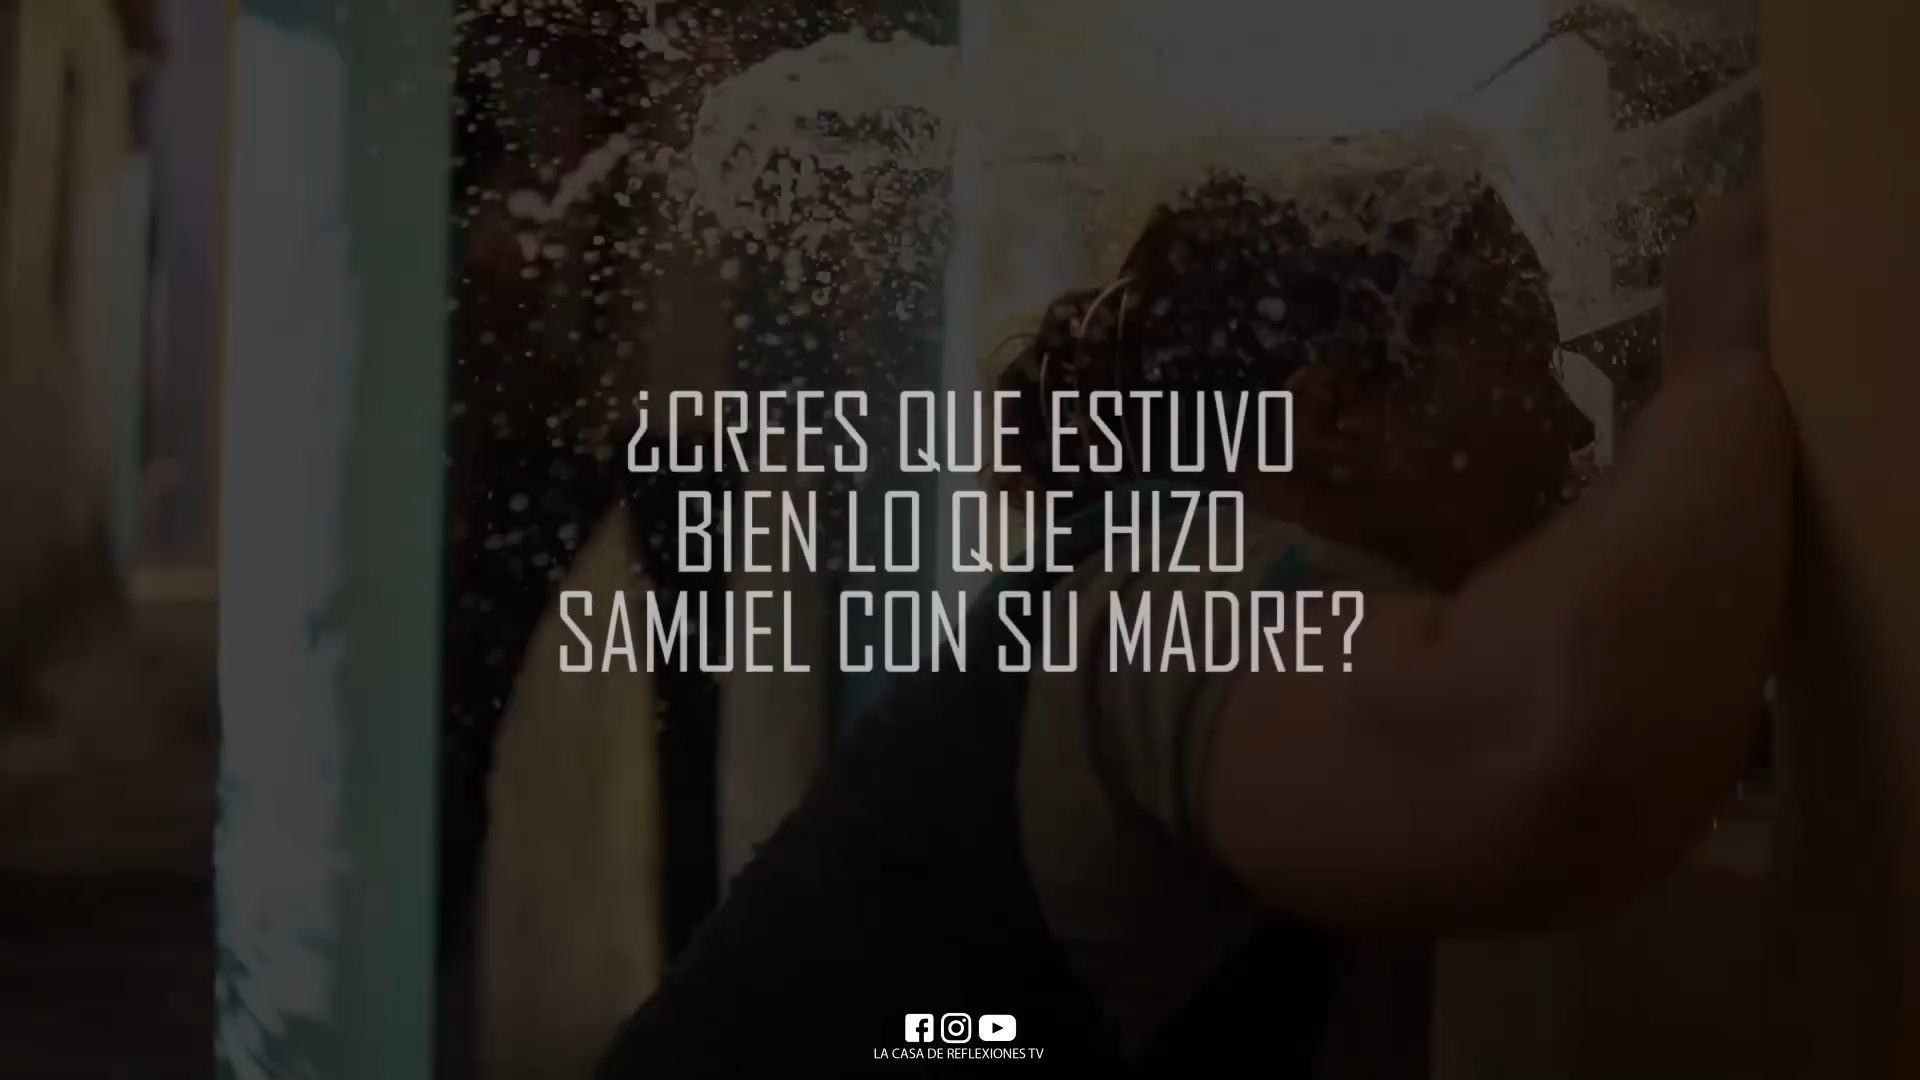 ¿CREES QUE ESTUVO
BIEN LO QUE HIZO
SAMUEL CON SU MADRE?
LA CASA DE REFLEXIONES TV